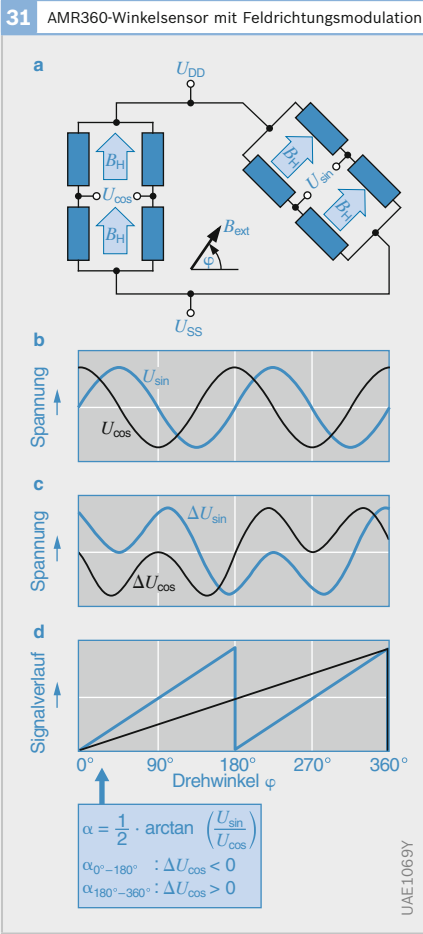 31 AMR360-Winkelsensor mit Feldrichtungsmodulation
a
U_DD
B_H
B_H
U_cos
B_H
B_H
U_sin
B_ext
φ
U_SS
b
Spannung
U_sin
U_cos
c
Spannung
ΔU_sin
ΔU_cos
d
Signalverlauf
0° 90° 180° 270° 360°
Drehwinkel φ
α = 1/2 · arctan (U_sin/U_cos)
α_0°–180° : ΔU_cos < 0
α_180°–360° : ΔU_cos > 0
UAE1069Y